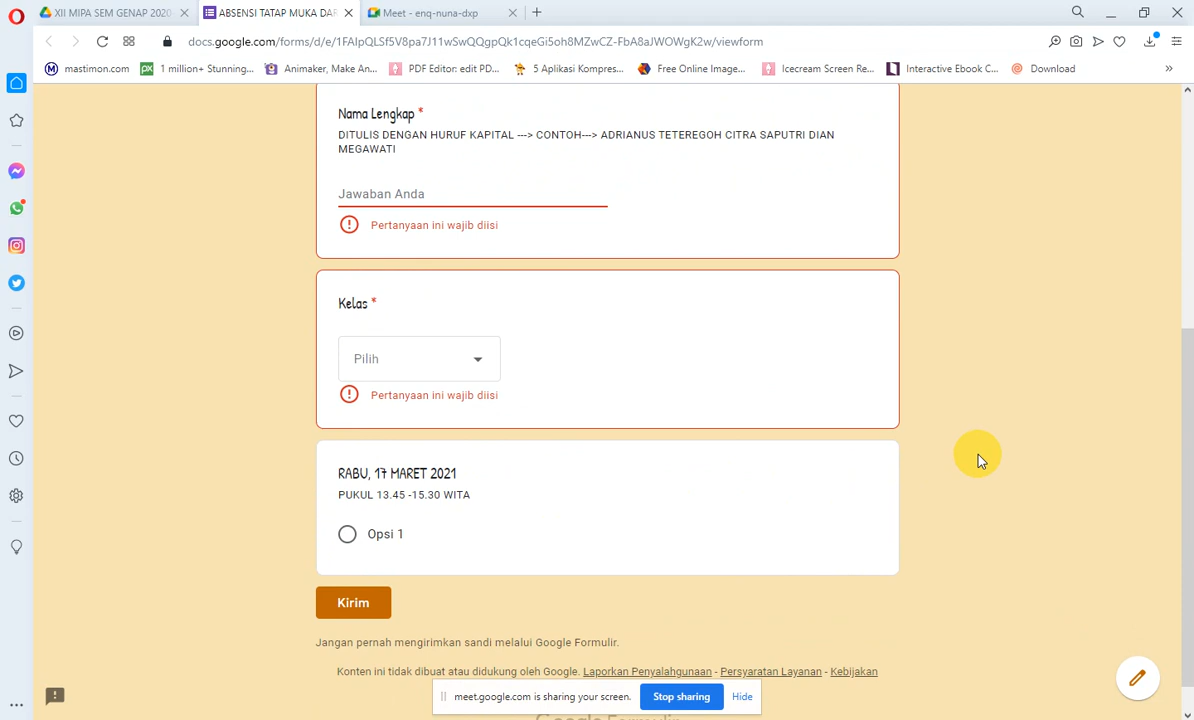 XII MIPA SEM GENAP 2020
ABSENSI TATAP MUKA DAR
Meet - enq-nuna-dxp
docs.google.com/forms/d/e/1FAIpQLSf5V8pa7J11wSwQQgpQk1cqeGi5oh8MZwCZ-FbA8aJWOWgK2w/viewform
mastimon.com
1 million+ Stunning...
Animaker, Make An...
PDF Editor: edit PD...
5 Aplikasi Kompres...
Free Online Image...
Icecream Screen Re...
Interactive Ebook C...
Download
Nama Lengkap *
DITULIS DENGAN HURUF KAPITAL ---> CONTOH---> ADRIANUS TETEREGOH CITRA SAPUTRI DIAN
MEGAWATI
Jawaban Anda
Pertanyaan ini wajib diisi
Kelas *
Pilih
Pertanyaan ini wajib diisi
RABU, 17 MARET 2021
PUKUL 13.45 -15.30 WITA
Opsi 1
Kirim
Jangan pernah mengirimkan sandi melalui Google Formulir.
Konten ini tidak dibuat atau didukung oleh Google. Laporkan Penyalahgunaan - Persyaratan Layanan - Kebijakan
meet.google.com is sharing your screen.
Stop sharing
Hide